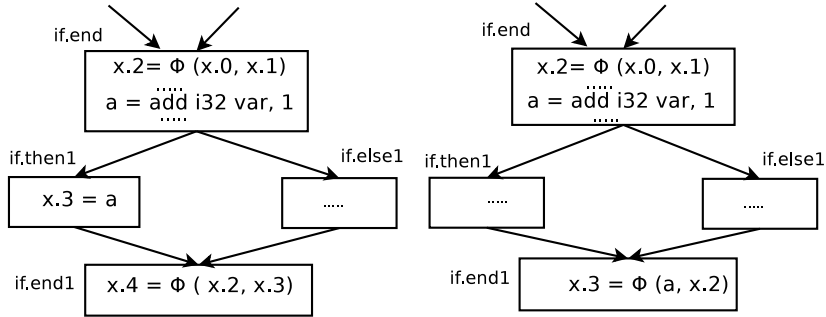 if.end
x.2= Φ (x.0, x.1)
.....
a = add i32 var, 1
.....
if.then1
if.else1
x.3 = a
.....
if.end1
x.4 = Φ ( x.2, x.3)
if.end
x.2= Φ (x.0, x.1)
.....
a = add i32 var, 1
.....
if.then1
if.else1
.....
.....
if.end1
x.3 = Φ (a, x.2)